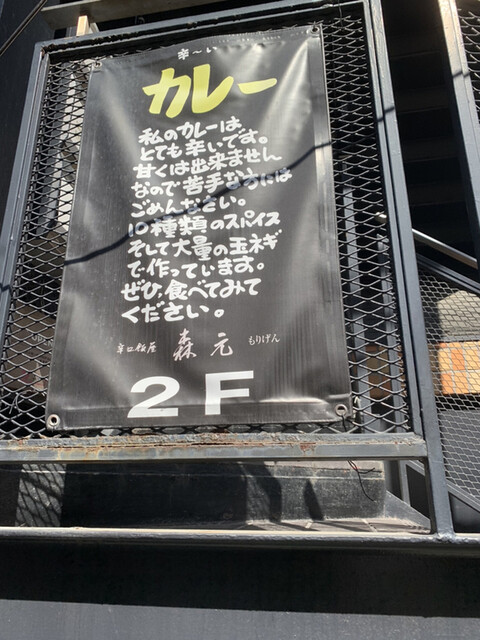 辛〜い
カレー
私のカレーは
とても辛いです。
甘くは出来ません
なので苦手な方には
ごめんなさい。
10種類のスパイス
そして大量の玉ネギ
で作っています。
ぜひ、食べてみて
ください。
辛口飯屋 森元 もりげん
2F